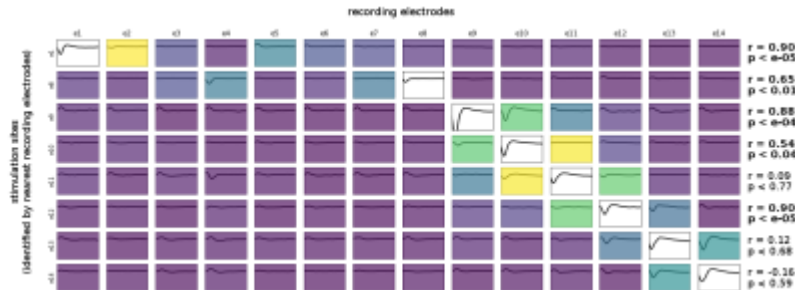 recording electrodes
e1 e2 e3 e4 e5 e6 e7 e8 e9 e10 e11 e12 e13 e14
stimulation sites
(identified by nearest recording electrodes)
r = 0.90
p < e-05
r = 0.65
p < 0.01
r = 0.88
p < e-04
r = 0.54
p < 0.04
r = 0.09
p < 0.77
r = 0.90
p < e-05
r = 0.12
p < 0.68
r = -0.16
p < 0.59